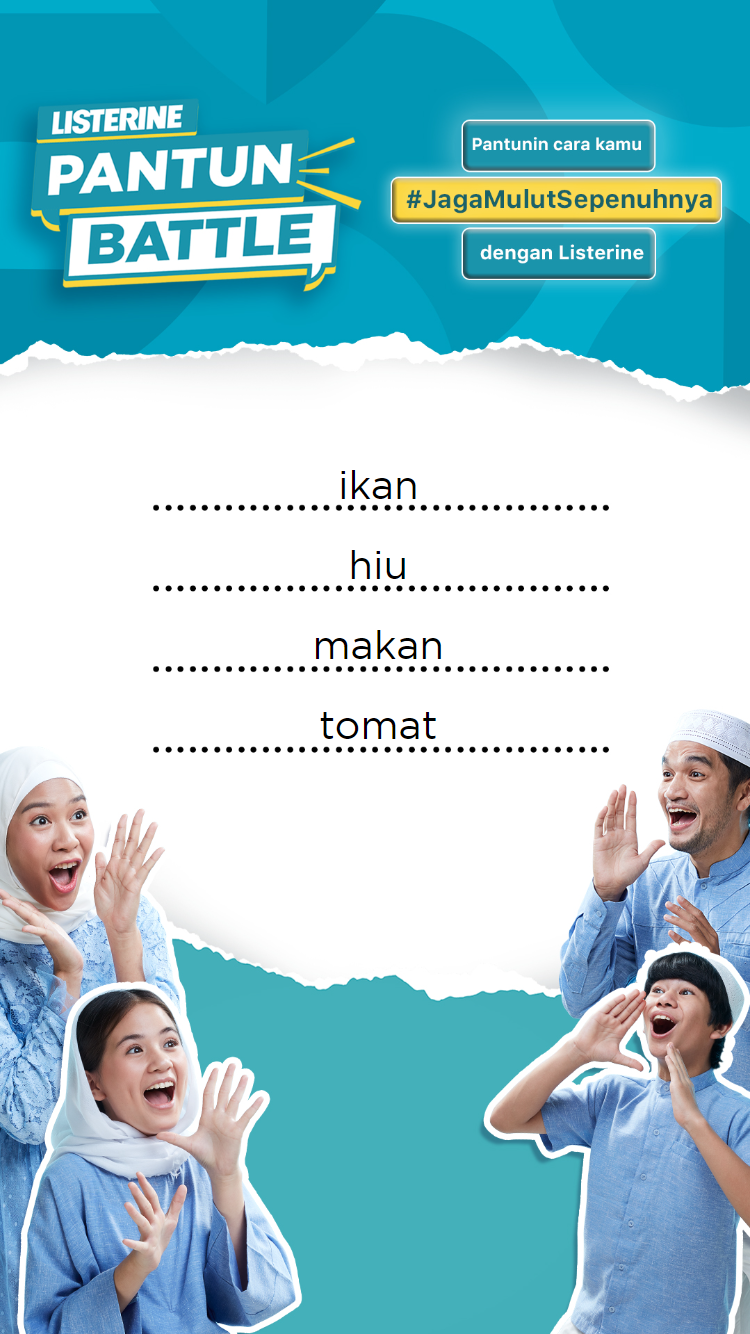 LISTERINE
PANTUN
BATTLE
Pantunin cara kamu
#JagaMulutSepenuhnya
dengan Listerine
ikan
hiu
makan
tomat